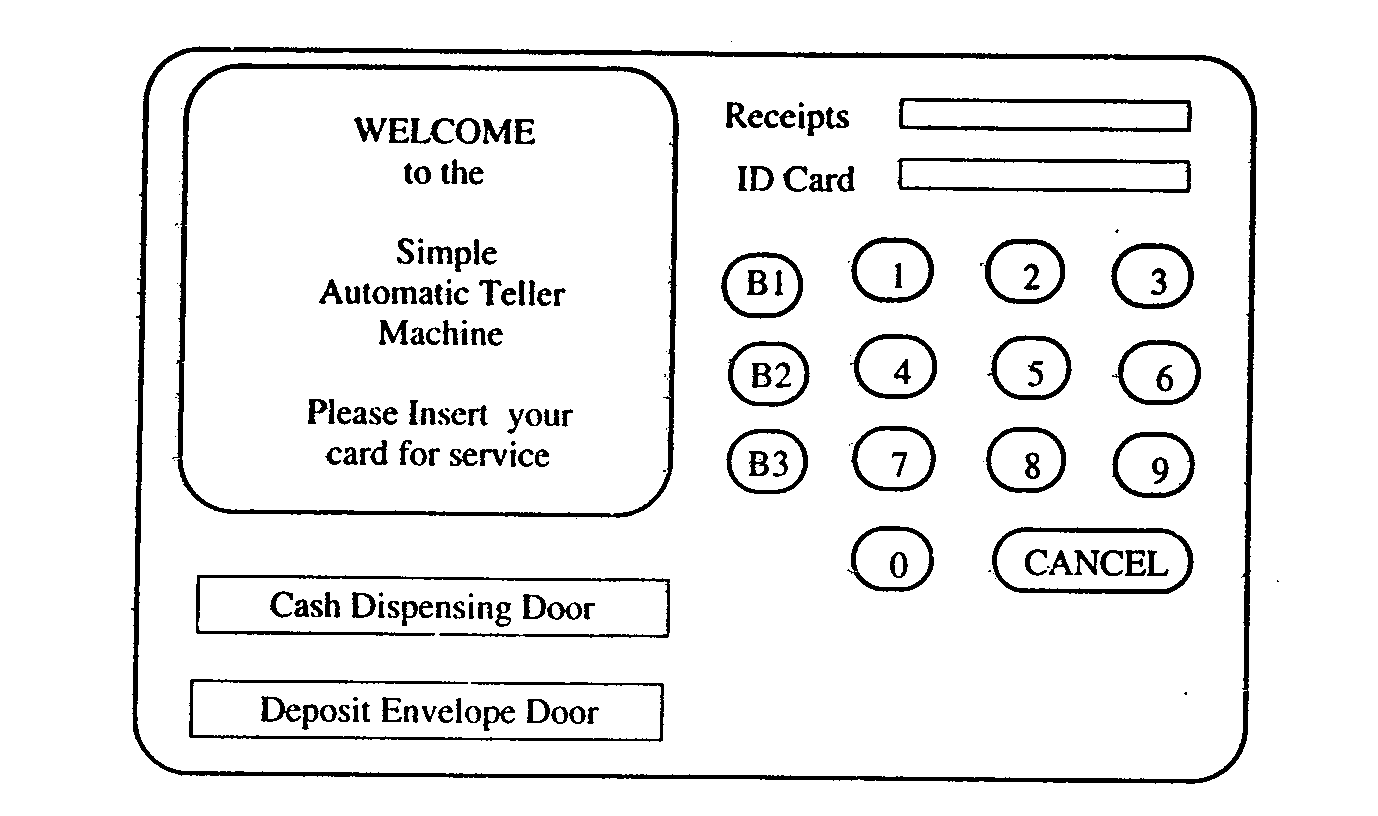 WELCOME
to the
Simple
Automatic Teller
Machine
Please Insert your
card for service
Receipts
ID Card
B1 1 2 3
B2 4 5 6
B3 7 8 9
0 CANCEL
Cash Dispensing Door
Deposit Envelope Door